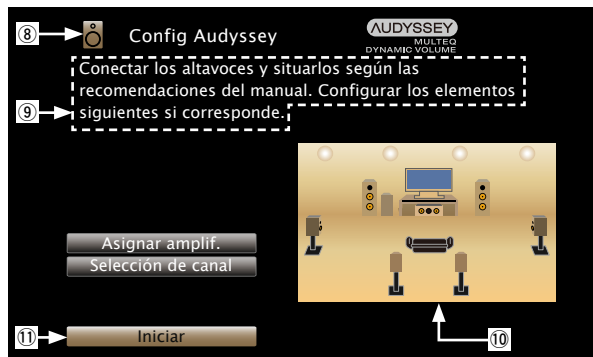 ⑧
Config Audyssey
AUDYSSEY
MULTEQ
DYNAMIC VOLUME
Conectar los altavoces y situarlos según las
recomendaciones del manual. Configurar los elementos
⑨
siguientes si corresponde.
Asignar amplif.
Selección de canal
⑪
Iniciar
⑩